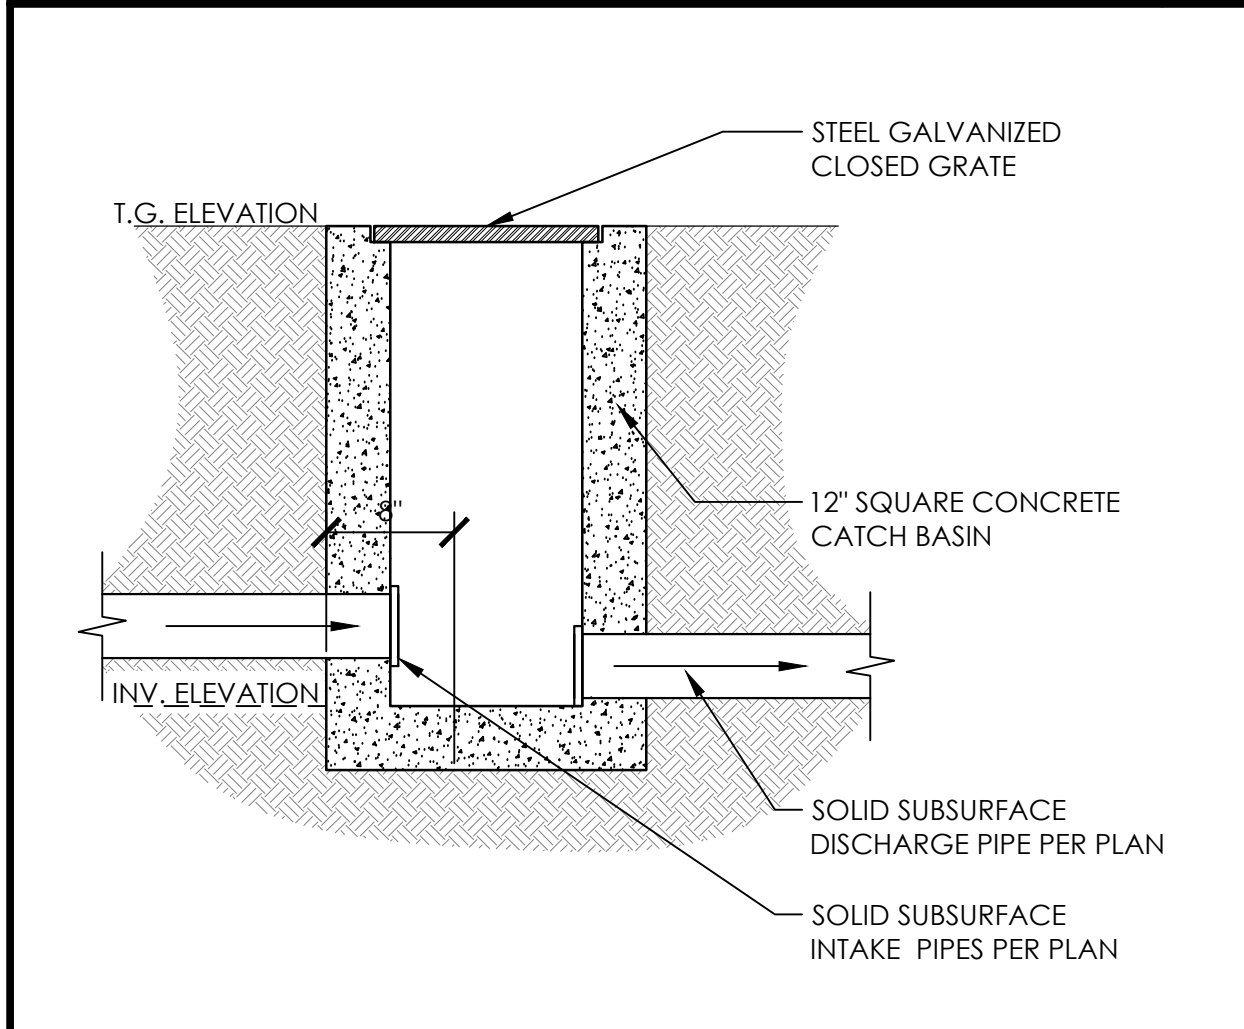 STEEL GALVANIZED
CLOSED GRATE
T.G. ELEVATION
12" SQUARE CONCRETE
CATCH BASIN
8"
INV. ELEVATION
SOLID SUBSURFACE
DISCHARGE PIPE PER PLAN
SOLID SUBSURFACE
INTAKE PIPES PER PLAN